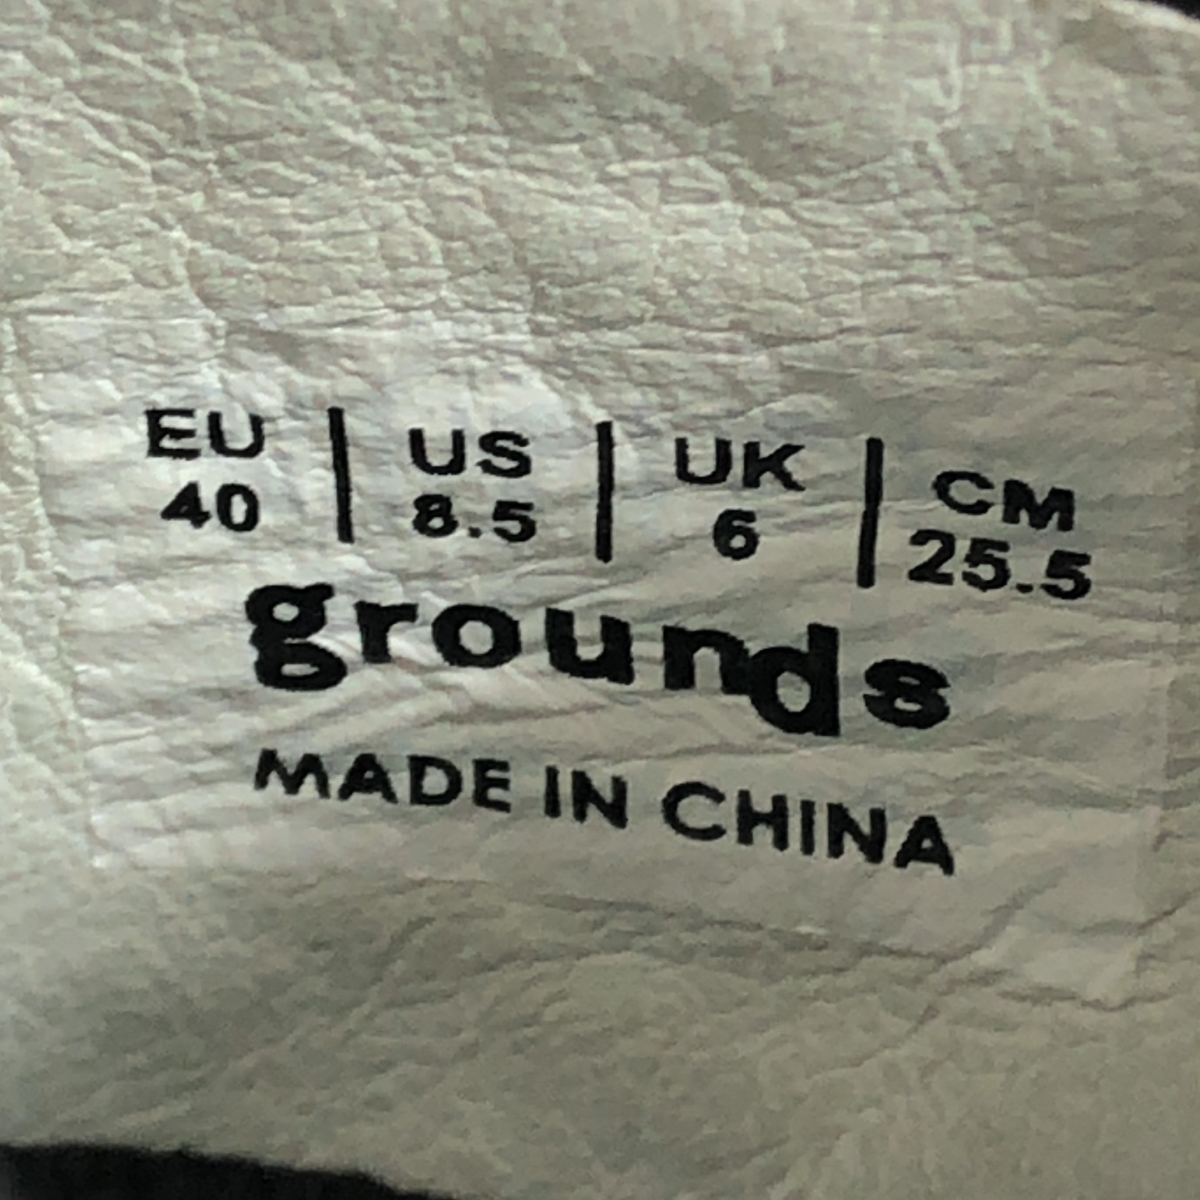 EU | US | UK | CM
40 | 8.5 | 6 | 25.5
grounds
MADE IN CHINA